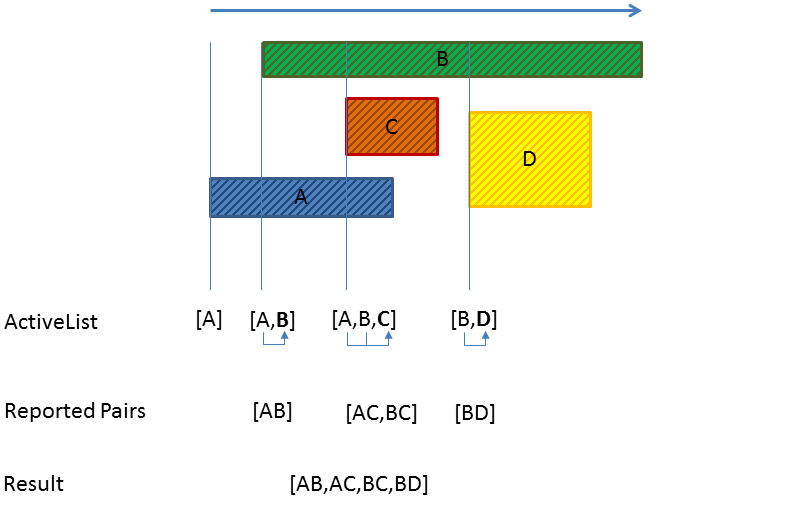 B
C
D
A
ActiveList [A] [A,B] [A,B,C] [B,D]
Reported Pairs [AB] [AC,BC] [BD]
Result [AB,AC,BC,BD]